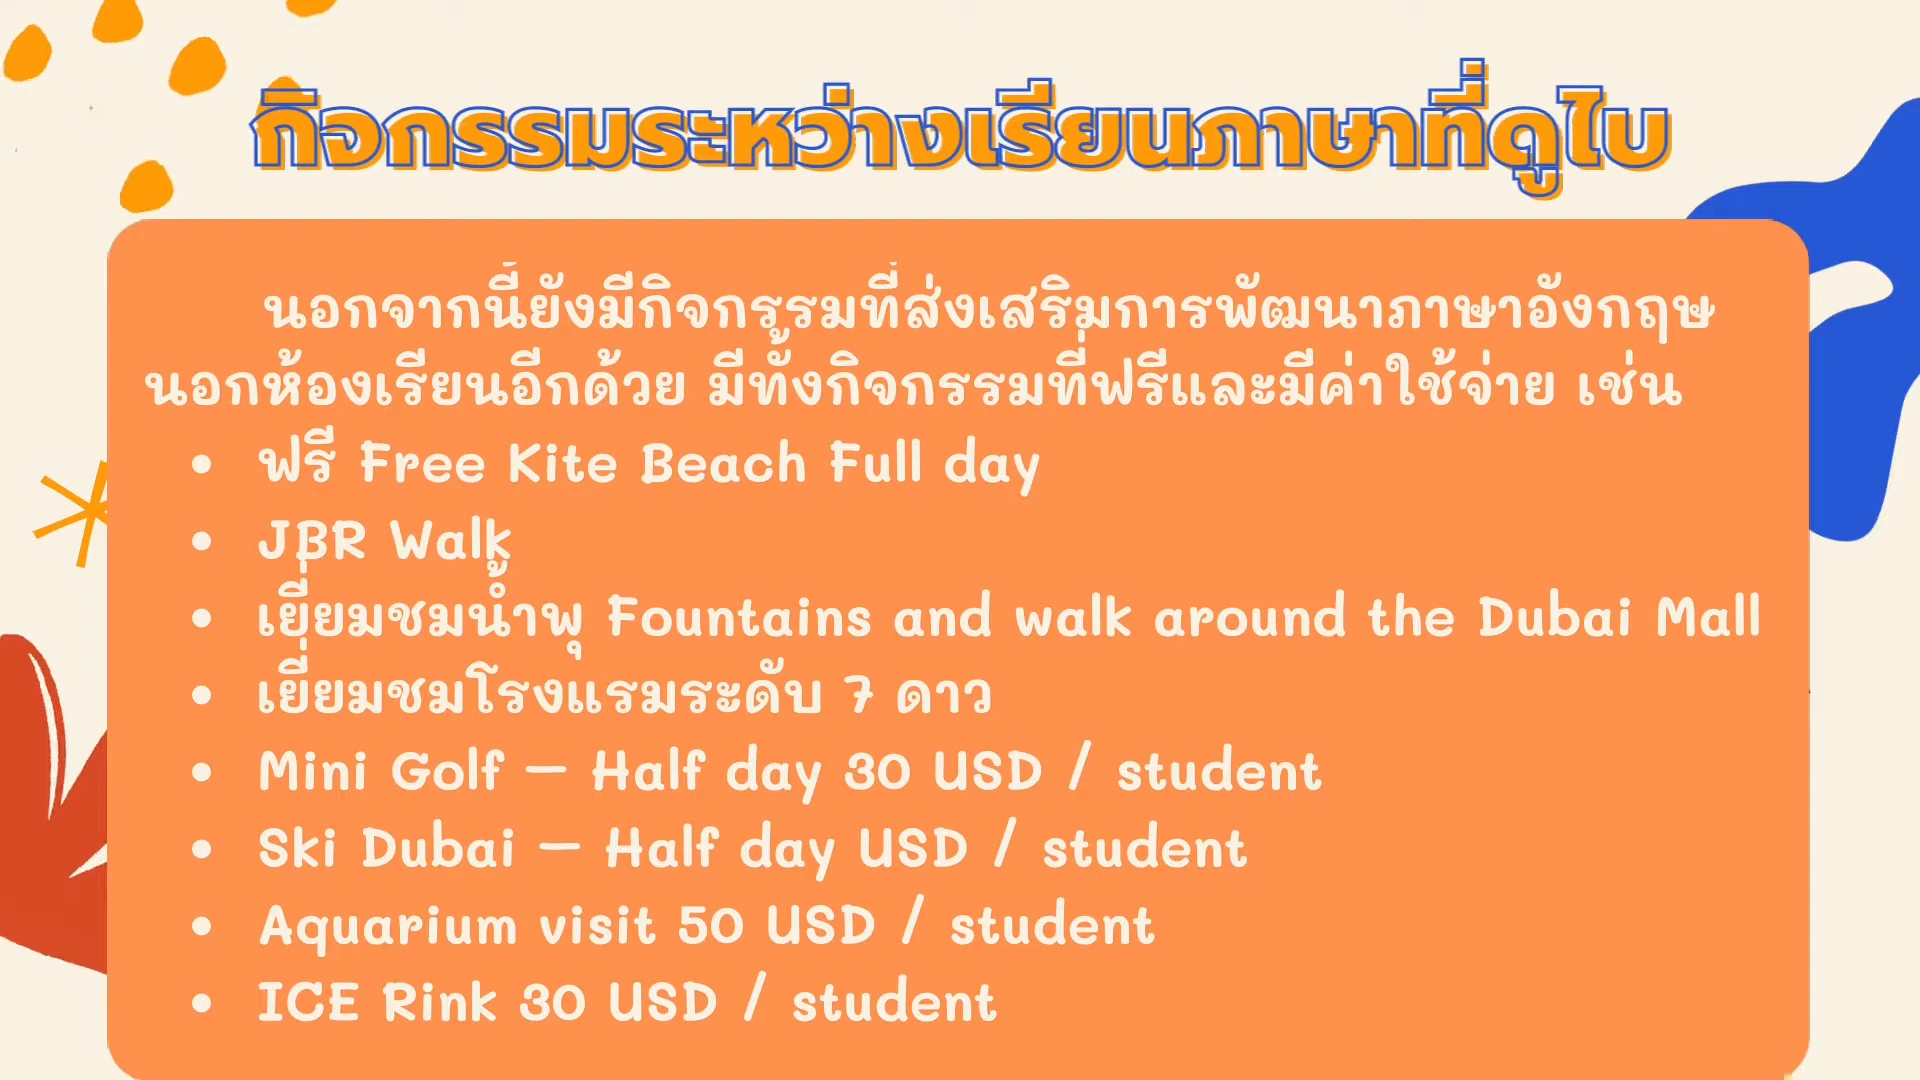 กิจกรรมระหว่างเรียนภาษาที่ดูไบ
นอกจากนี้ยังมีกิจกรรมที่ส่งเสริมการพัฒนาภาษาอังกฤษ
นอกห้องเรียนอีกด้วย มีทั้งกิจกรรมที่ฟรีและมีค่าใช้จ่าย เช่น
• ฟรี Free Kite Beach Full day
• JBR Walk
• เยี่ยมชมน้ำพุ Fountains and walk around the Dubai Mall
• เยี่ยมชมโรงแรมระดับ 7 ดาว
• Mini Golf – Half day 30 USD / student
• Ski Dubai – Half day USD / student
• Aquarium visit 50 USD / student
• ICE Rink 30 USD / student